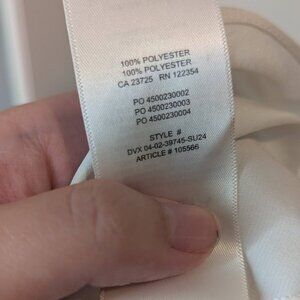 100% POLYESTER
100% POLYESTER
CA 23725 RN 122354
PO 4500230002
PO 4500230003
PO 4500230004
STYLE #
DVX 04-02-39745-SU24
ARTICLE # 105566